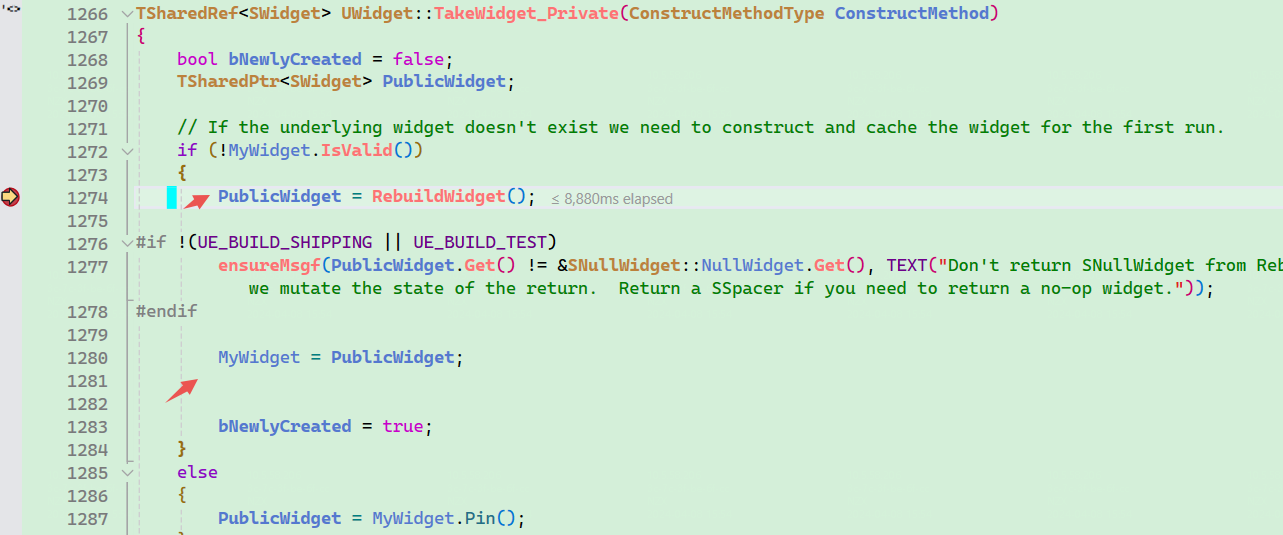 '<>
1266 TSharedRef<SWidget> UWidget::TakeWidget_Private(ConstructMethodType ConstructMethod)
1267 {
1268 bool bNewlyCreated = false;
1269 TSharedPtr<SWidget> PublicWidget;
1270
1271 // If the underlying widget doesn't exist we need to construct and cache the widget for the first run.
1272 if (!MyWidget.IsValid())
1273 {
1274 PublicWidget = RebuildWidget(); ≤ 8,880ms elapsed
1275
1276 #if !(UE_BUILD_SHIPPING || UE_BUILD_TEST)
1277 ensureMsgf(PublicWidget.Get() != &SNullWidget::NullWidget.Get(), TEXT("Don't return SNullWidget from Reb
we mutate the state of the return.  Return a SSpacer if you need to return a no-op widget."));
1278 #endif
1279
1280 MyWidget = PublicWidget;
1281
1282
1283 bNewlyCreated = true;
1284 }
1285 else
1286 {
1287 PublicWidget = MyWidget.Pin();